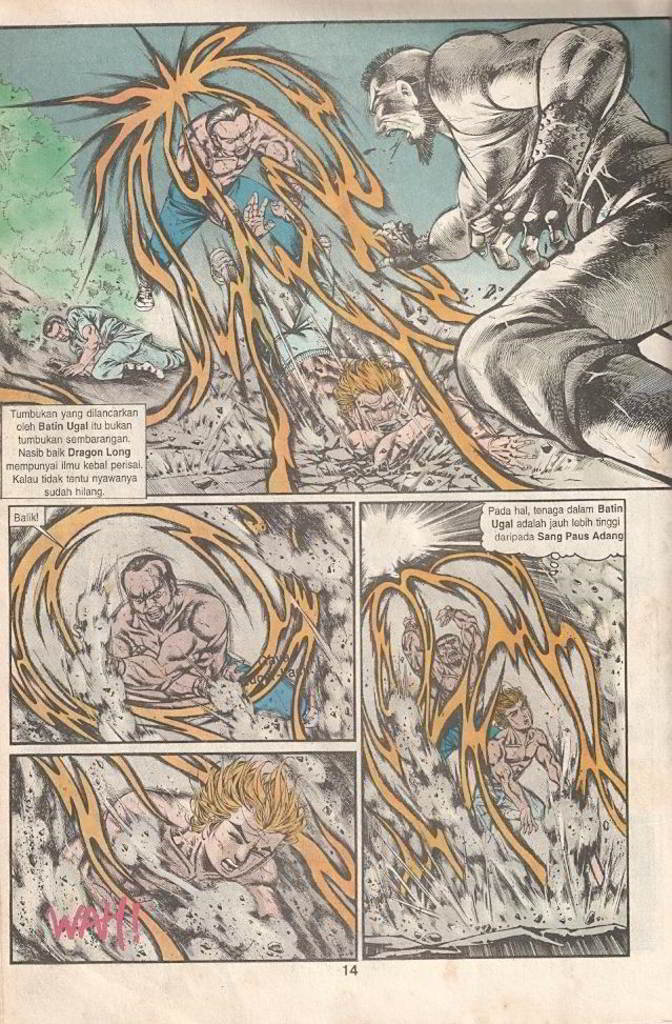 Tumbukan yang dilancarkan
oleh Batin Ugal itu bukan
tumbukan sembarangan.
Nasib baik Dragon Long
mempunyai ilmu kebal perisai.
Kalau tidak tentu nyawanya
sudah hilang.
Balik!
Pada hal, tenaga dalam Batin
Ugal adalah jauh lebih tinggi
daripada Sang Paus Adang
WAH!
14